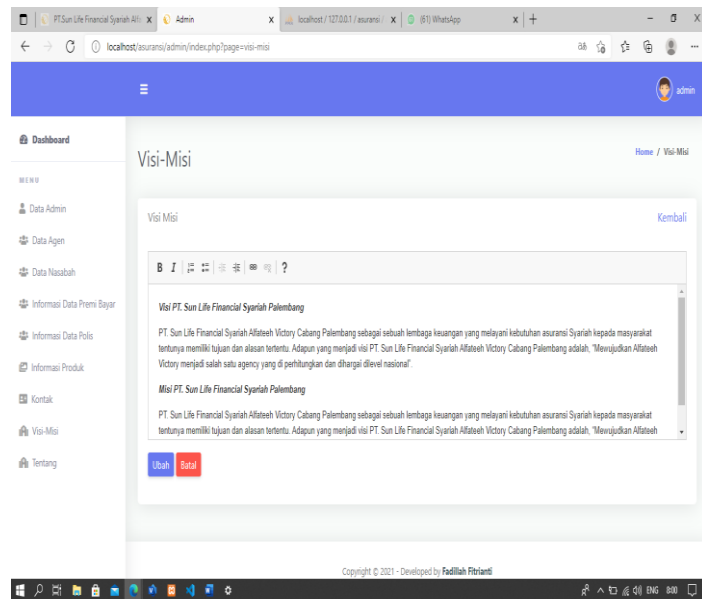 PT.Sun Life Financial Syariah Alfa
Admin
localhost / 127.0.0.1 / asuransi /
(61) WhatsApp
localhost/asuransi/admin/index.php?page=visi-misi
admin
Dashboard
MENU
Data Admin
Data Agen
Data Nasabah
Informasi Data Premi Bayar
Informasi Data Polis
Informasi Produk
Kontak
Visi-Misi
Tentang
Visi-Misi
Home / Visi-Misi
Visi Misi
Kembali
B I ?
Visi PT. Sun Life Financial Syariah Palembang
PT. Sun Life Financial Syariah Alfateeh Victory Cabang Palembang sebagai sebuah lembaga keuangan yang melayani kebutuhan asuransi Syariah kepada masyarakat
tentunya memiliki tujuan dan alasan tertentu. Adapun yang menjadi visi PT. Sun Life Financial Syariah Alfateeh Victory Cabang Palembang adalah, "Mewujudkan Alfateeh
Victory menjadi salah satu agency yang di perhitungkan dan dihargai dilevel nasional".
Misi PT. Sun Life Financial Syariah Palembang
PT. Sun Life Financial Syariah Alfateeh Victory Cabang Palembang sebagai sebuah lembaga keuangan yang melayani kebutuhan asuransi Syariah kepada masyarakat
tentunya memiliki tujuan dan alasan tertentu. Adapun yang menjadi visi PT. Sun Life Financial Syariah Alfateeh Victory Cabang Palembang adalah, "Mewujudkan Alfateeh
Ubah
Batal
Copyright © 2021 - Developed by Fadillah Fitrianti
ENG 8:00